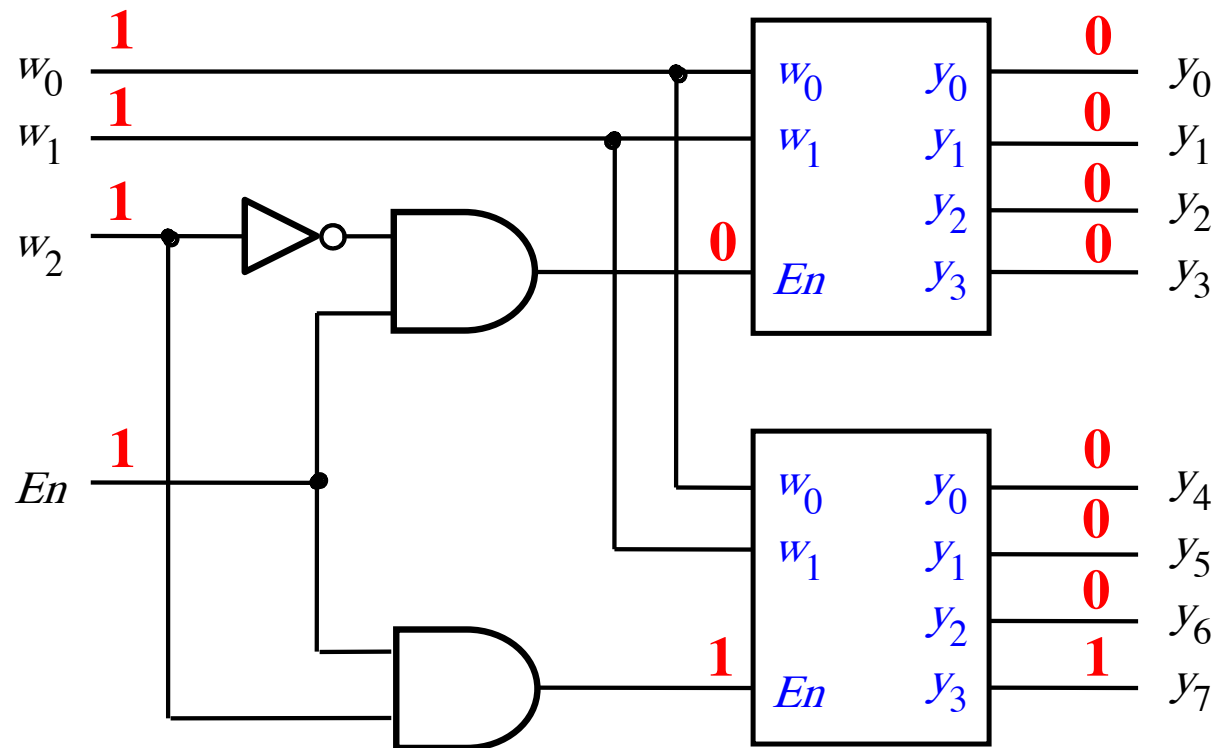 1
w0 w0 y0 0 y0
1
w1 w1 y1 0 y1
1
w2 y2 0 y2
0 En y3 0 y3
1
En w0 y0 0 y4
w1 y1 0 y5
y2 0 y6
1 En y3 1 y7